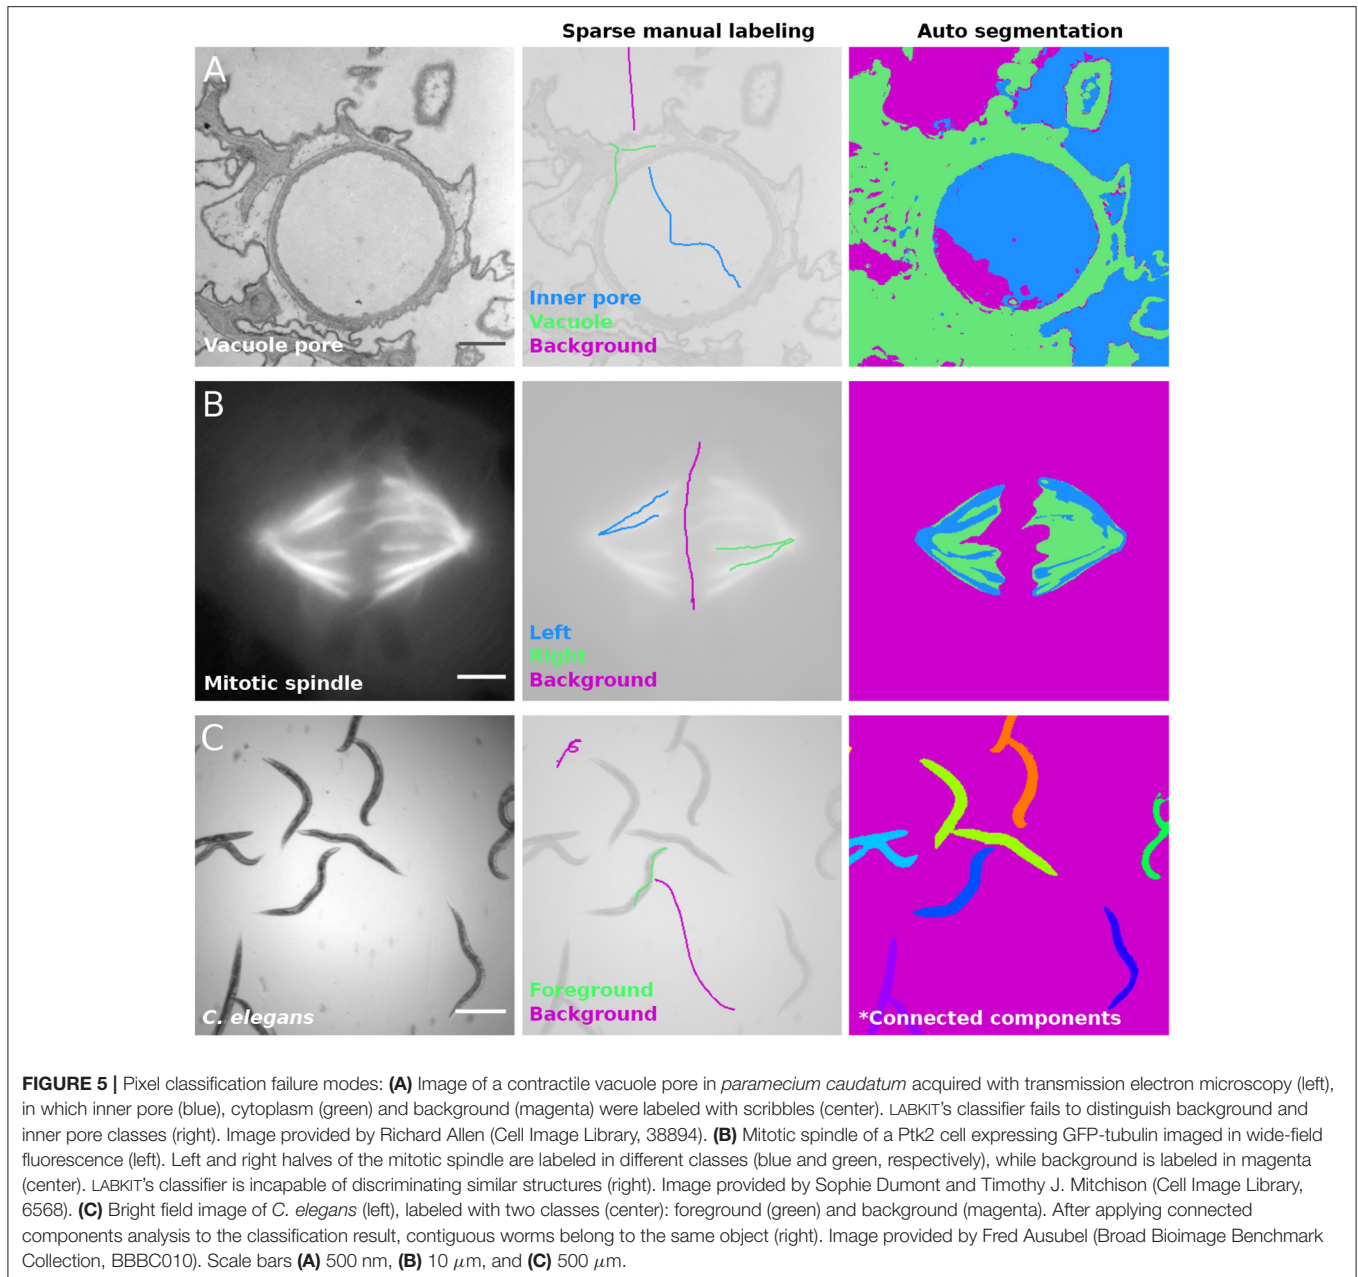 Sparse manual labeling
Auto segmentation
A
Vacuole pore
Inner pore
Vacuole
Background
B
Mitotic spindle
Left
Right
Background
C
C. elegans
Foreground
Background
*Connected components
FIGURE 5 | Pixel classification failure modes: (A) Image of a contractile vacuole pore in paramecium caudatum acquired with transmission electron microscopy (left),
in which inner pore (blue), cytoplasm (green) and background (magenta) were labeled with scribbles (center). LABKIT's classifier fails to distinguish background and
inner pore classes (right). Image provided by Richard Allen (Cell Image Library, 38894). (B) Mitotic spindle of a Ptk2 cell expressing GFP-tubulin imaged in wide-field
fluorescence (left). Left and right halves of the mitotic spindle are labeled in different classes (blue and green, respectively), while background is labeled in magenta
(center). LABKIT's classifier is incapable of discriminating similar structures (right). Image provided by Sophie Dumont and Timothy J. Mitchison (Cell Image Library,
6568). (C) Bright field image of C. elegans (left), labeled with two classes (center): foreground (green) and background (magenta). After applying connected
components analysis to the classification result, contiguous worms belong to the same object (right). Image provided by Fred Ausubel (Broad Bioimage Benchmark
Collection, BBBC010). Scale bars (A) 500 nm, (B) 10 μm, and (C) 500 μm.